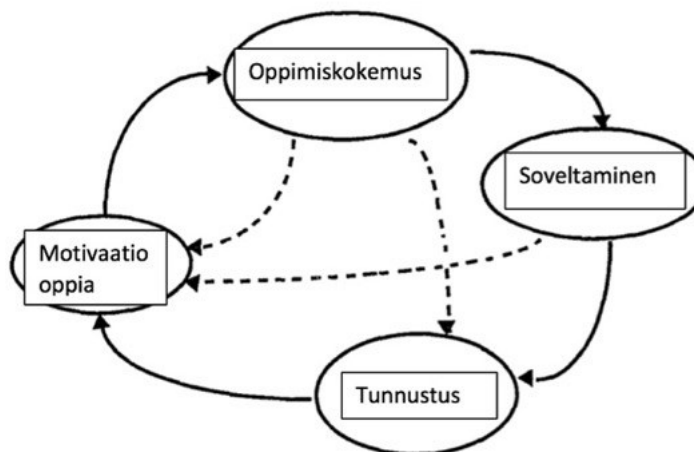 Oppimiskokemus
Soveltaminen
Motivaatio
oppia
Tunnustus